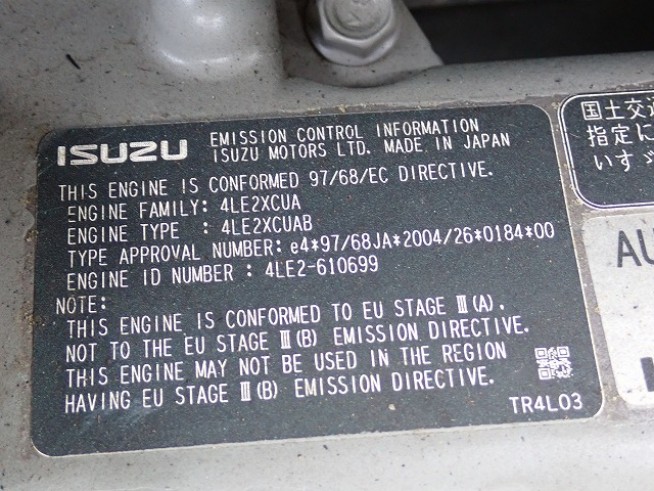 ISUZU EMISSION CONTROL INFORMATION
ISUZU MOTORS LTD. MADE IN JAPAN
THIS ENGINE IS CONFORMED 97/68/EC DIRECTIVE.
ENGINE FAMILY: 4LE2XCUA
ENGINE TYPE : 4LE2XCUAB
TYPE APPROVAL NUMBER: e4*97/68JA*2004/26*0184*00
ENGINE ID NUMBER : 4LE2-610699
NOTE:
THIS ENGINE IS CONFORMED TO EU STAGE Ⅲ(A).
NOT TO THE EU STAGE Ⅲ(B) EMISSION DIRECTIVE.
THIS ENGINE MAY NOT BE USED IN THE REGION
HAVING EU STAGE Ⅲ(B) EMISSION DIRECTIVE.
TR4L03
国土交
指定に
いすゞ
AU